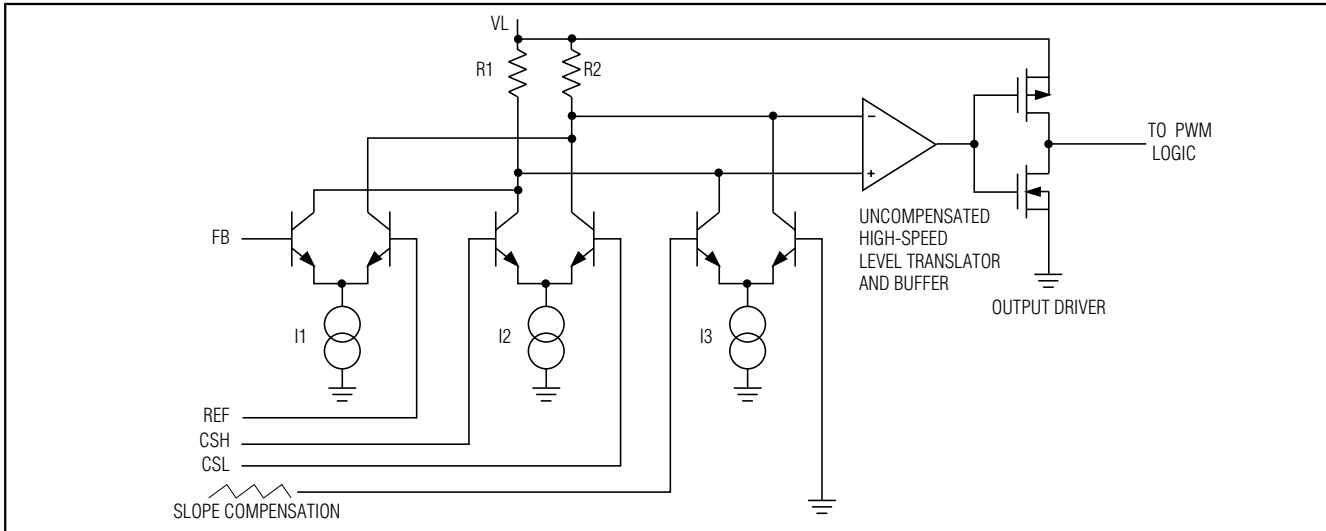 VL
R1
R2
TO PWM
LOGIC
FB
UNCOMPENSATED
HIGH-SPEED
LEVEL TRANSLATOR
AND BUFFER
OUTPUT DRIVER
I1
I2
I3
REF
CSH
CSL
SLOPE COMPENSATION